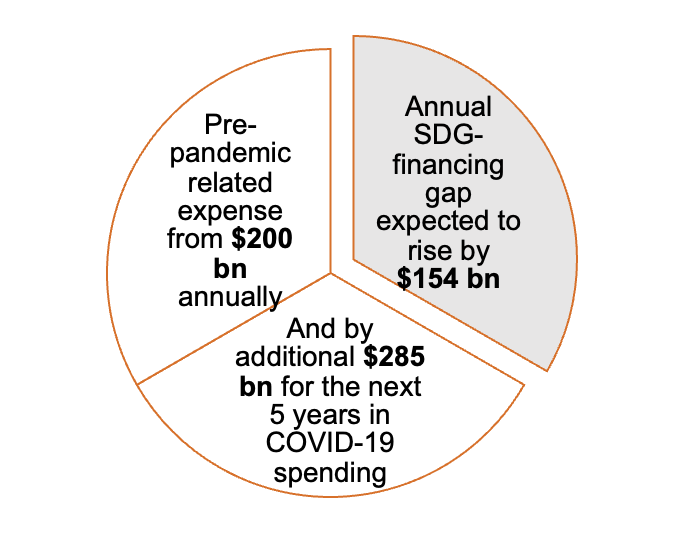 Pre-
pandemic
related
expense
from $200
bn
annually
Annual
SDG-
financing
gap
expected to
rise by
$154 bn
And by
additional $285
bn for the next
5 years in
COVID-19
spending